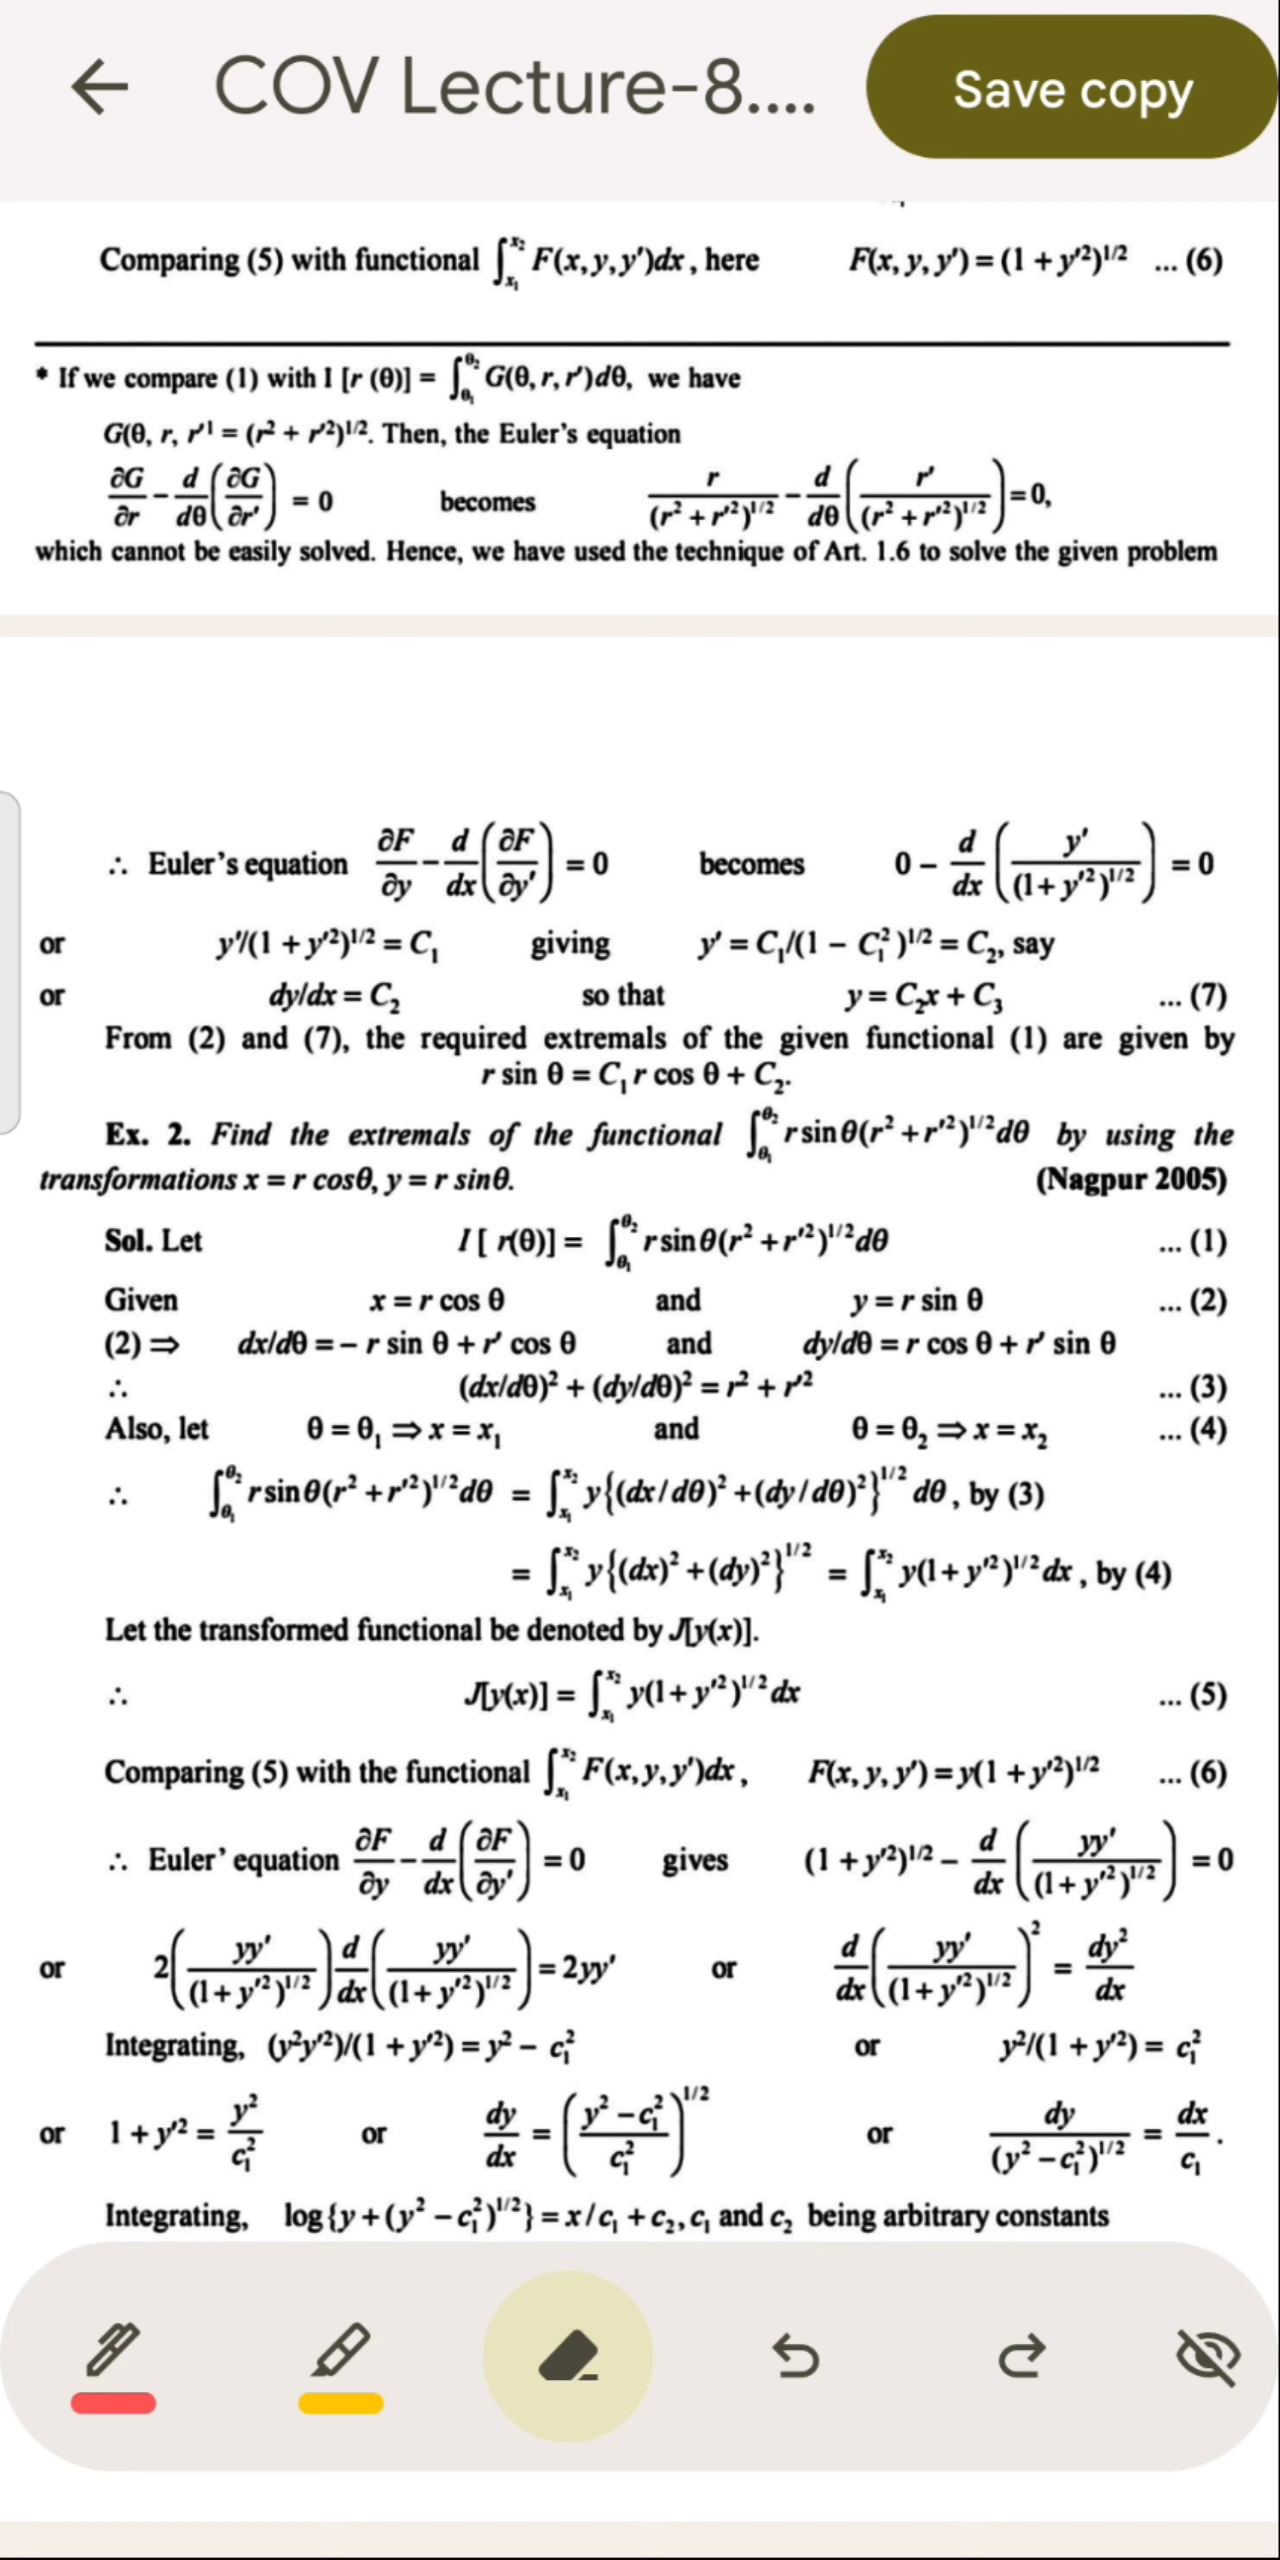 COV Lecture-8....
Save copy
Comparing (5) with functional ∫_{x₁}^{x₂} F(x, y, y′)dx, here F(x, y, y′) = (1 + y′²)^{1/2} ... (6)
* If we compare (1) with I [r (θ)] = ∫_{θ₁}^{θ₂} G(θ, r, r′)dθ, we have
G(θ, r, r′¹ = (r² + r′²)^{1/2}. Then, the Euler's equation
∂G/∂r − d/dθ(∂G/∂r′) = 0 becomes r/(r² + r′²)^{1/2} − d/dθ(r′/(r² + r′²)^{1/2}) = 0,
which cannot be easily solved. Hence, we have used the technique of Art. 1.6 to solve the given problem
∴ Euler's equation ∂F/∂y − d/dx(∂F/∂y′) = 0 becomes 0 − d/dx(y′/(1 + y′²)^{1/2}) = 0
or y′/(1 + y′²)^{1/2} = C₁ giving y′ = C₁/(1 − C₁²)^{1/2} = C₂, say
or dy/dx = C₂ so that y = C₂x + C₃ ... (7)
From (2) and (7), the required extremals of the given functional (1) are given by
r sin θ = C₁ r cos θ + C₂.
Ex. 2. Find the extremals of the functional ∫_{θ₁}^{θ₂} r sin θ(r² + r′²)^{1/2}dθ by using the
transformations x = r cosθ, y = r sinθ. (Nagpur 2005)
Sol. Let I [ r(θ)] = ∫_{θ₁}^{θ₂} r sin θ(r² + r′²)^{1/2}dθ ... (1)
Given x = r cos θ and y = r sin θ ... (2)
(2) ⇒ dx/dθ = − r sin θ + r′ cos θ and dy/dθ = r cos θ + r′ sin θ
∴ (dx/dθ)² + (dy/dθ)² = r² + r′² ... (3)
Also, let θ = θ₁ ⇒ x = x₁ and θ = θ₂ ⇒ x = x₂ ... (4)
∴ ∫_{θ₁}^{θ₂} r sin θ(r² + r′²)^{1/2}dθ = ∫_{x₁}^{x₂} y{(dx/dθ)² + (dy/dθ)²}^{1/2} dθ, by (3)
= ∫_{x₁}^{x₂} y{(dx)² + (dy)²}^{1/2} = ∫_{x₁}^{x₂} y(1 + y′²)^{1/2}dx, by (4)
Let the transformed functional be denoted by J[y(x)].
∴ J[y(x)] = ∫_{x₁}^{x₂} y(1 + y′²)^{1/2}dx ... (5)
Comparing (5) with the functional ∫_{x₁}^{x₂} F(x, y, y′)dx, F(x, y, y′) = y(1 + y′²)^{1/2} ... (6)
∴ Euler' equation ∂F/∂y − d/dx(∂F/∂y′) = 0 gives (1 + y′²)^{1/2} − d/dx(yy′/(1 + y′²)^{1/2}) = 0
or 2(yy′/(1 + y′²)^{1/2}) d/dx(yy′/(1 + y′²)^{1/2}) = 2yy′ or d/dx(yy′/(1 + y′²)^{1/2})² = dy²/dx
Integrating, (y²y′²)/(1 + y′²) = y² − c₁² or y²/(1 + y′²) = c₁²
or 1 + y′² = y²/c₁² or dy/dx = ((y² − c₁²)/c₁²)^{1/2} or dy/(y² − c₁²)^{1/2} = dx/c₁.
Integrating, log{y + (y² − c₁²)^{1/2}} = x/c₁ + c₂, c₁ and c₂ being arbitrary constants